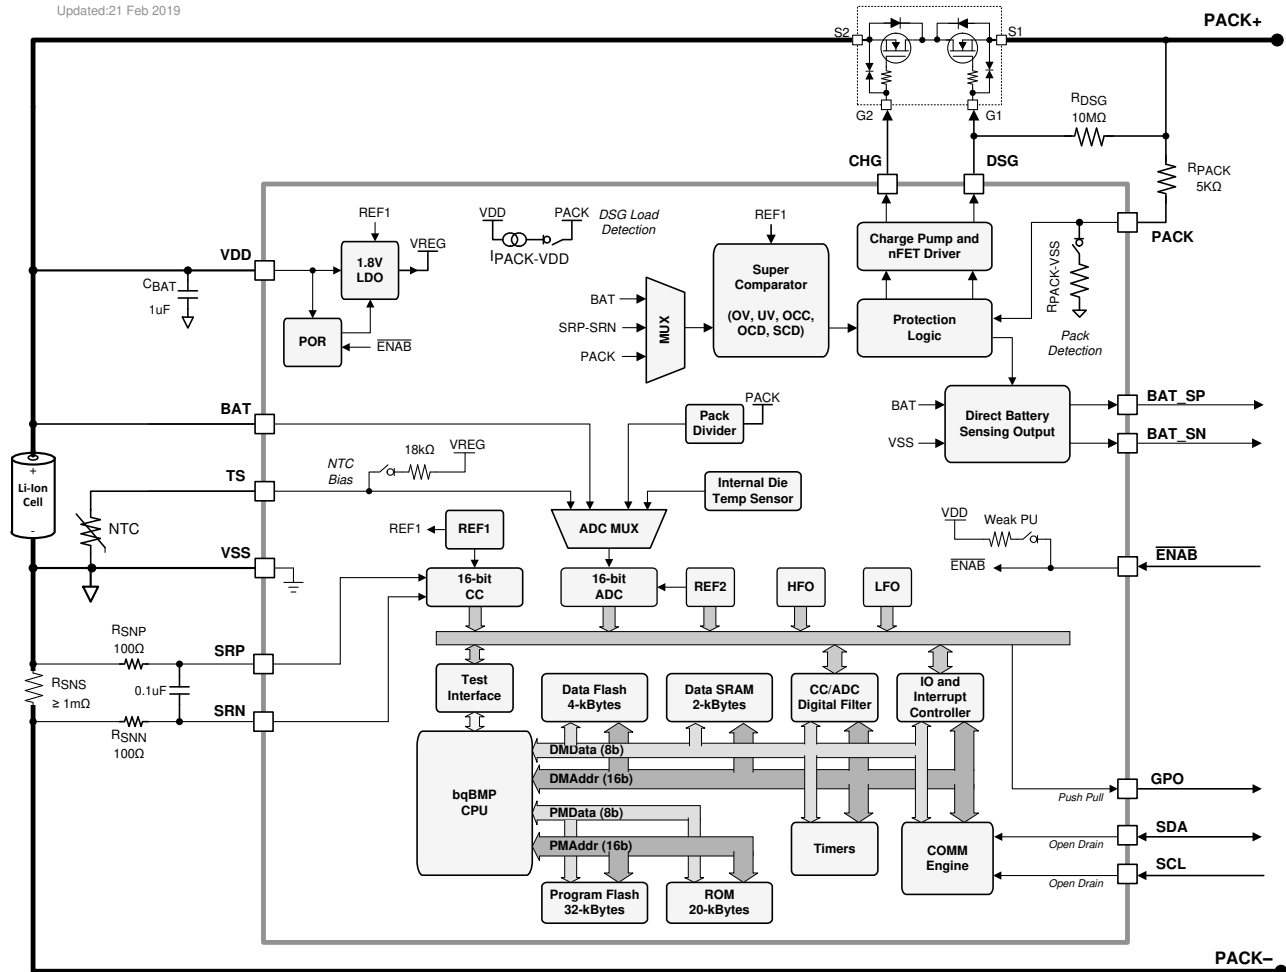 Updated:21 Feb 2019
PACK+
S2
S1
G2
G1
RDSG
10MΩ
CHG
DSG
RPACK
5KΩ
PACK
REF1
VDD
PACK
DSG Load
Detection
REF1
VREG
IPACK-VDD
VDD
1.8V
LDO
Charge Pump and
nFET Driver
CBAT
1uF
Super
Comparator
(OV, UV, OCC,
OCD, SCD)
RPACK-VSS
BAT
SRP-SRN
PACK
MUX
Protection
Logic
POR
ENAB
Pack
Detection
BAT
PACK
Pack
Divider
BAT
VSS
Direct Battery
Sensing Output
BAT_SP
BAT_SN
+
Li-Ion
Cell
-
TS
NTC
Bias
18kΩ
VREG
Internal Die
Temp Sensor
NTC
REF1
REF1
ADC MUX
VDD
Weak PU
VSS
ENAB
ENAB
16-bit
CC
16-bit
ADC
REF2
HFO
LFO
RSNP
100Ω
SRP
RSNS
≥ 1mΩ
0.1uF
SRN
RSNN
100Ω
Test
Interface
Data Flash
4-kBytes
Data SRAM
2-kBytes
CC/ADC
Digital Filter
IO and
Interrupt
Controller
DMData (8b)
DMAddr (16b)
bqBMP
CPU
PMData (8b)
PMAddr (16b)
Push Pull
GPO
Timers
COMM
Engine
Open Drain
SDA
Open Drain
SCL
Program Flash
32-kBytes
ROM
20-kBytes
PACK–